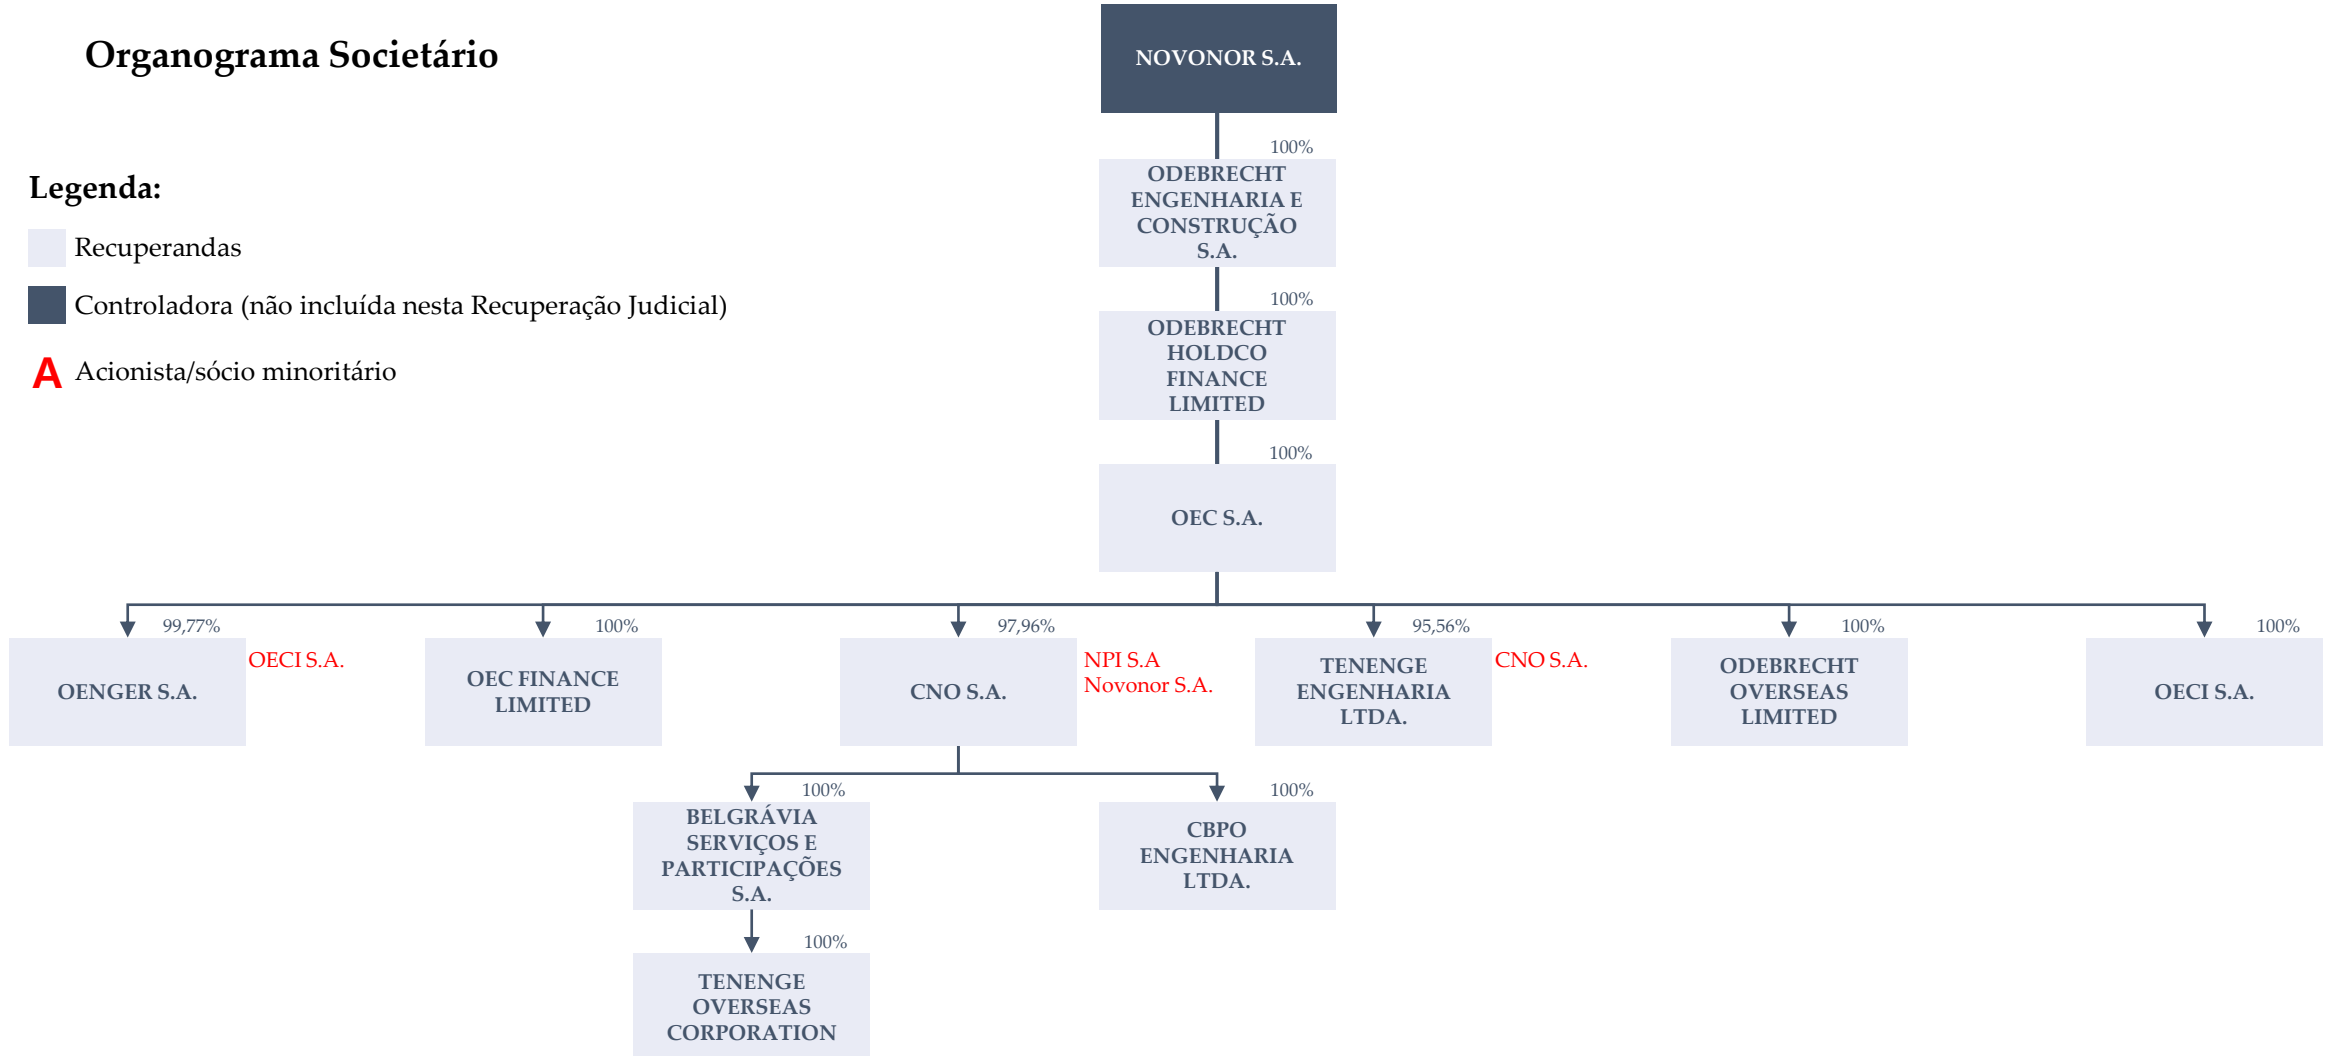 Organograma Societário
NOVONOR S.A.
Legenda:
Recuperandas
Controladora (não incluída nesta Recuperação Judicial)
A Acionista/sócio minoritário
100%
ODEBRECHT
ENGENHARIA E
CONSTRUÇÃO
S.A.
100%
ODEBRECHT
HOLDCO
FINANCE
LIMITED
100%
OEC S.A.
99,77%
OENGER S.A.
OECI S.A.
100%
OEC FINANCE
LIMITED
97,96%
CNO S.A.
NPI S.A
Novonor S.A.
95,56%
TENENGE
ENGENHARIA
LTDA.
CNO S.A.
100%
ODEBRECHT
OVERSEAS
LIMITED
100%
OECI S.A.
100%
BELGRÁVIA
SERVIÇOS E
PARTICIPAÇÕES
S.A.
100%
CBPO
ENGENHARIA
LTDA.
100%
TENENGE
OVERSEAS
CORPORATION